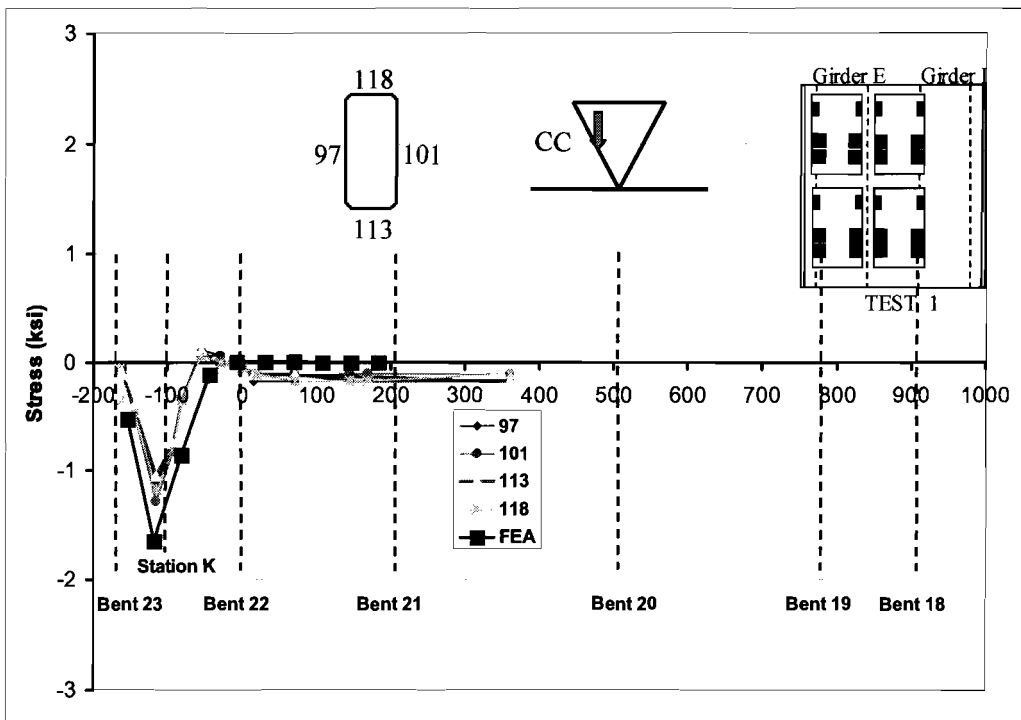 3
118
Girder E Girder I
2
97
101
CC
113
1
TEST 1
Stress (ksi)
0
-200 -100 0 100 200 300 400 500 600 700 800 900 1000
97
101
113
118
FEA
-1
Station K
-2
Bent 23 Bent 22 Bent 21 Bent 20 Bent 19 Bent 18
-3